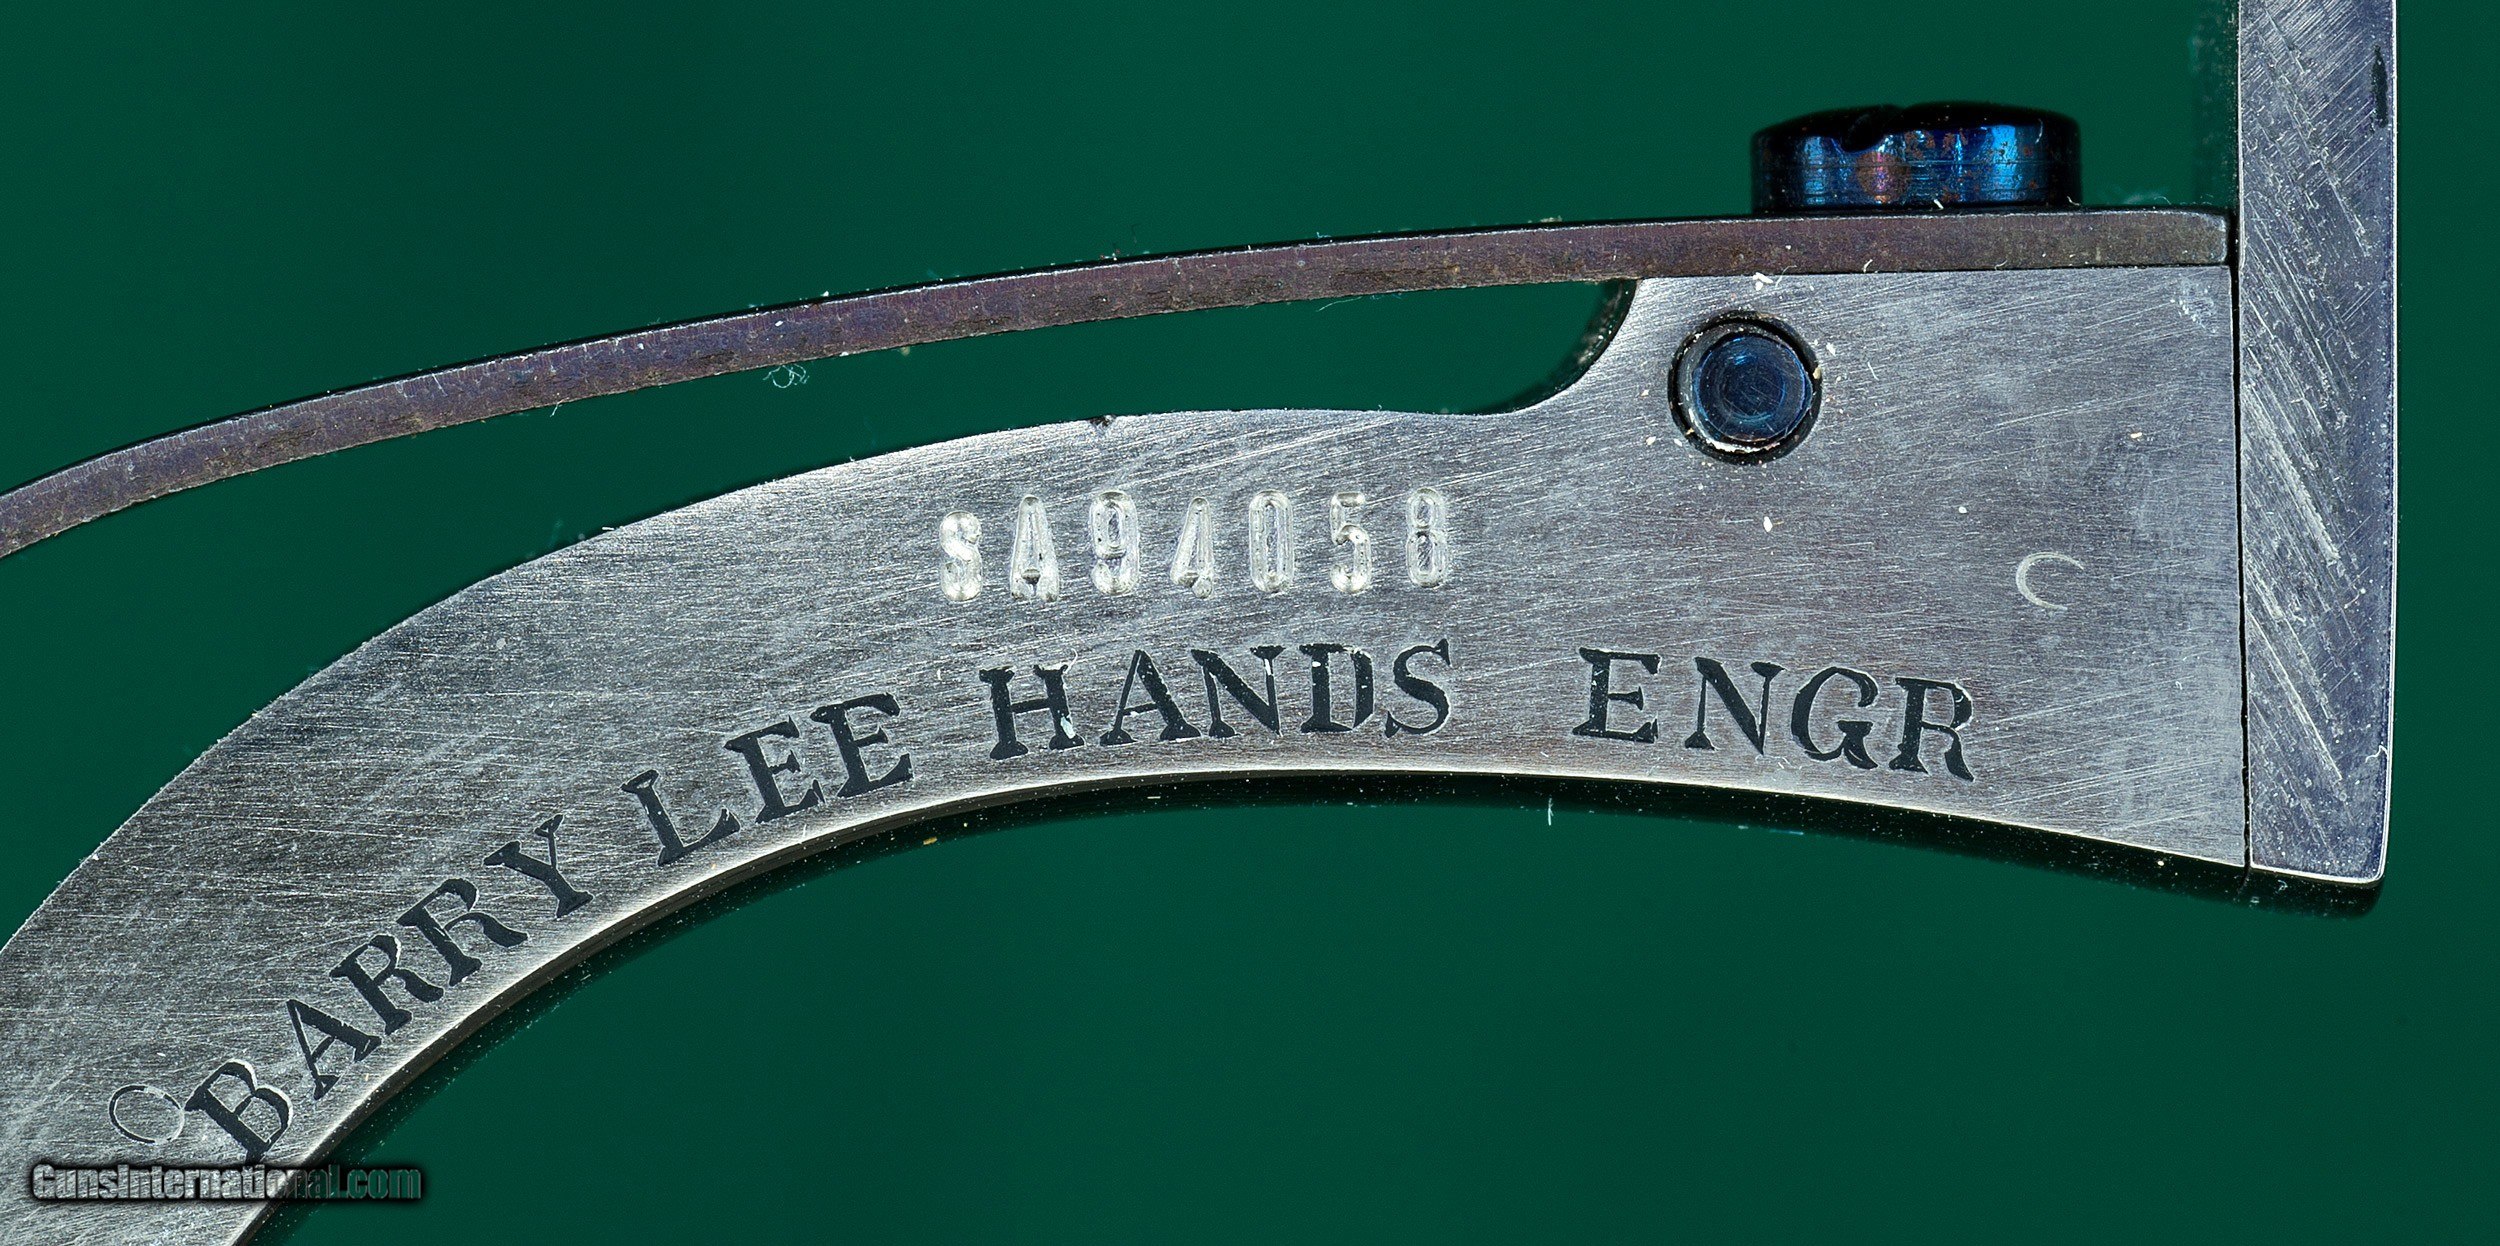 SA94058
BARRY LEE HANDS ENGR
C
GunsInternational.com